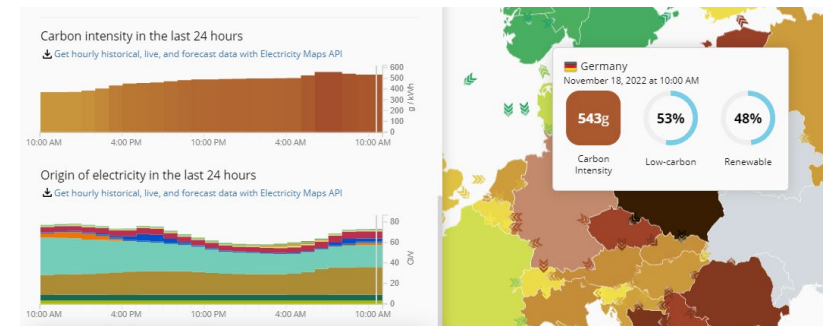 Carbon intensity in the last 24 hours
Get hourly historical, live, and forecast data with Electricity Maps API
600
500
400
300
200
100
0
g / kWh
10:00 AM 4:00 PM 10:00 PM 4:00 AM 10:00 AM
Origin of electricity in the last 24 hours
Get hourly historical, live, and forecast data with Electricity Maps API
80
60
40
20
0
GW
10:00 AM 4:00 PM 10:00 PM 4:00 AM 10:00 AM
Germany
November 18, 2022 at 10:00 AM
543g 53% 48%
Carbon Intensity Low-carbon Renewable